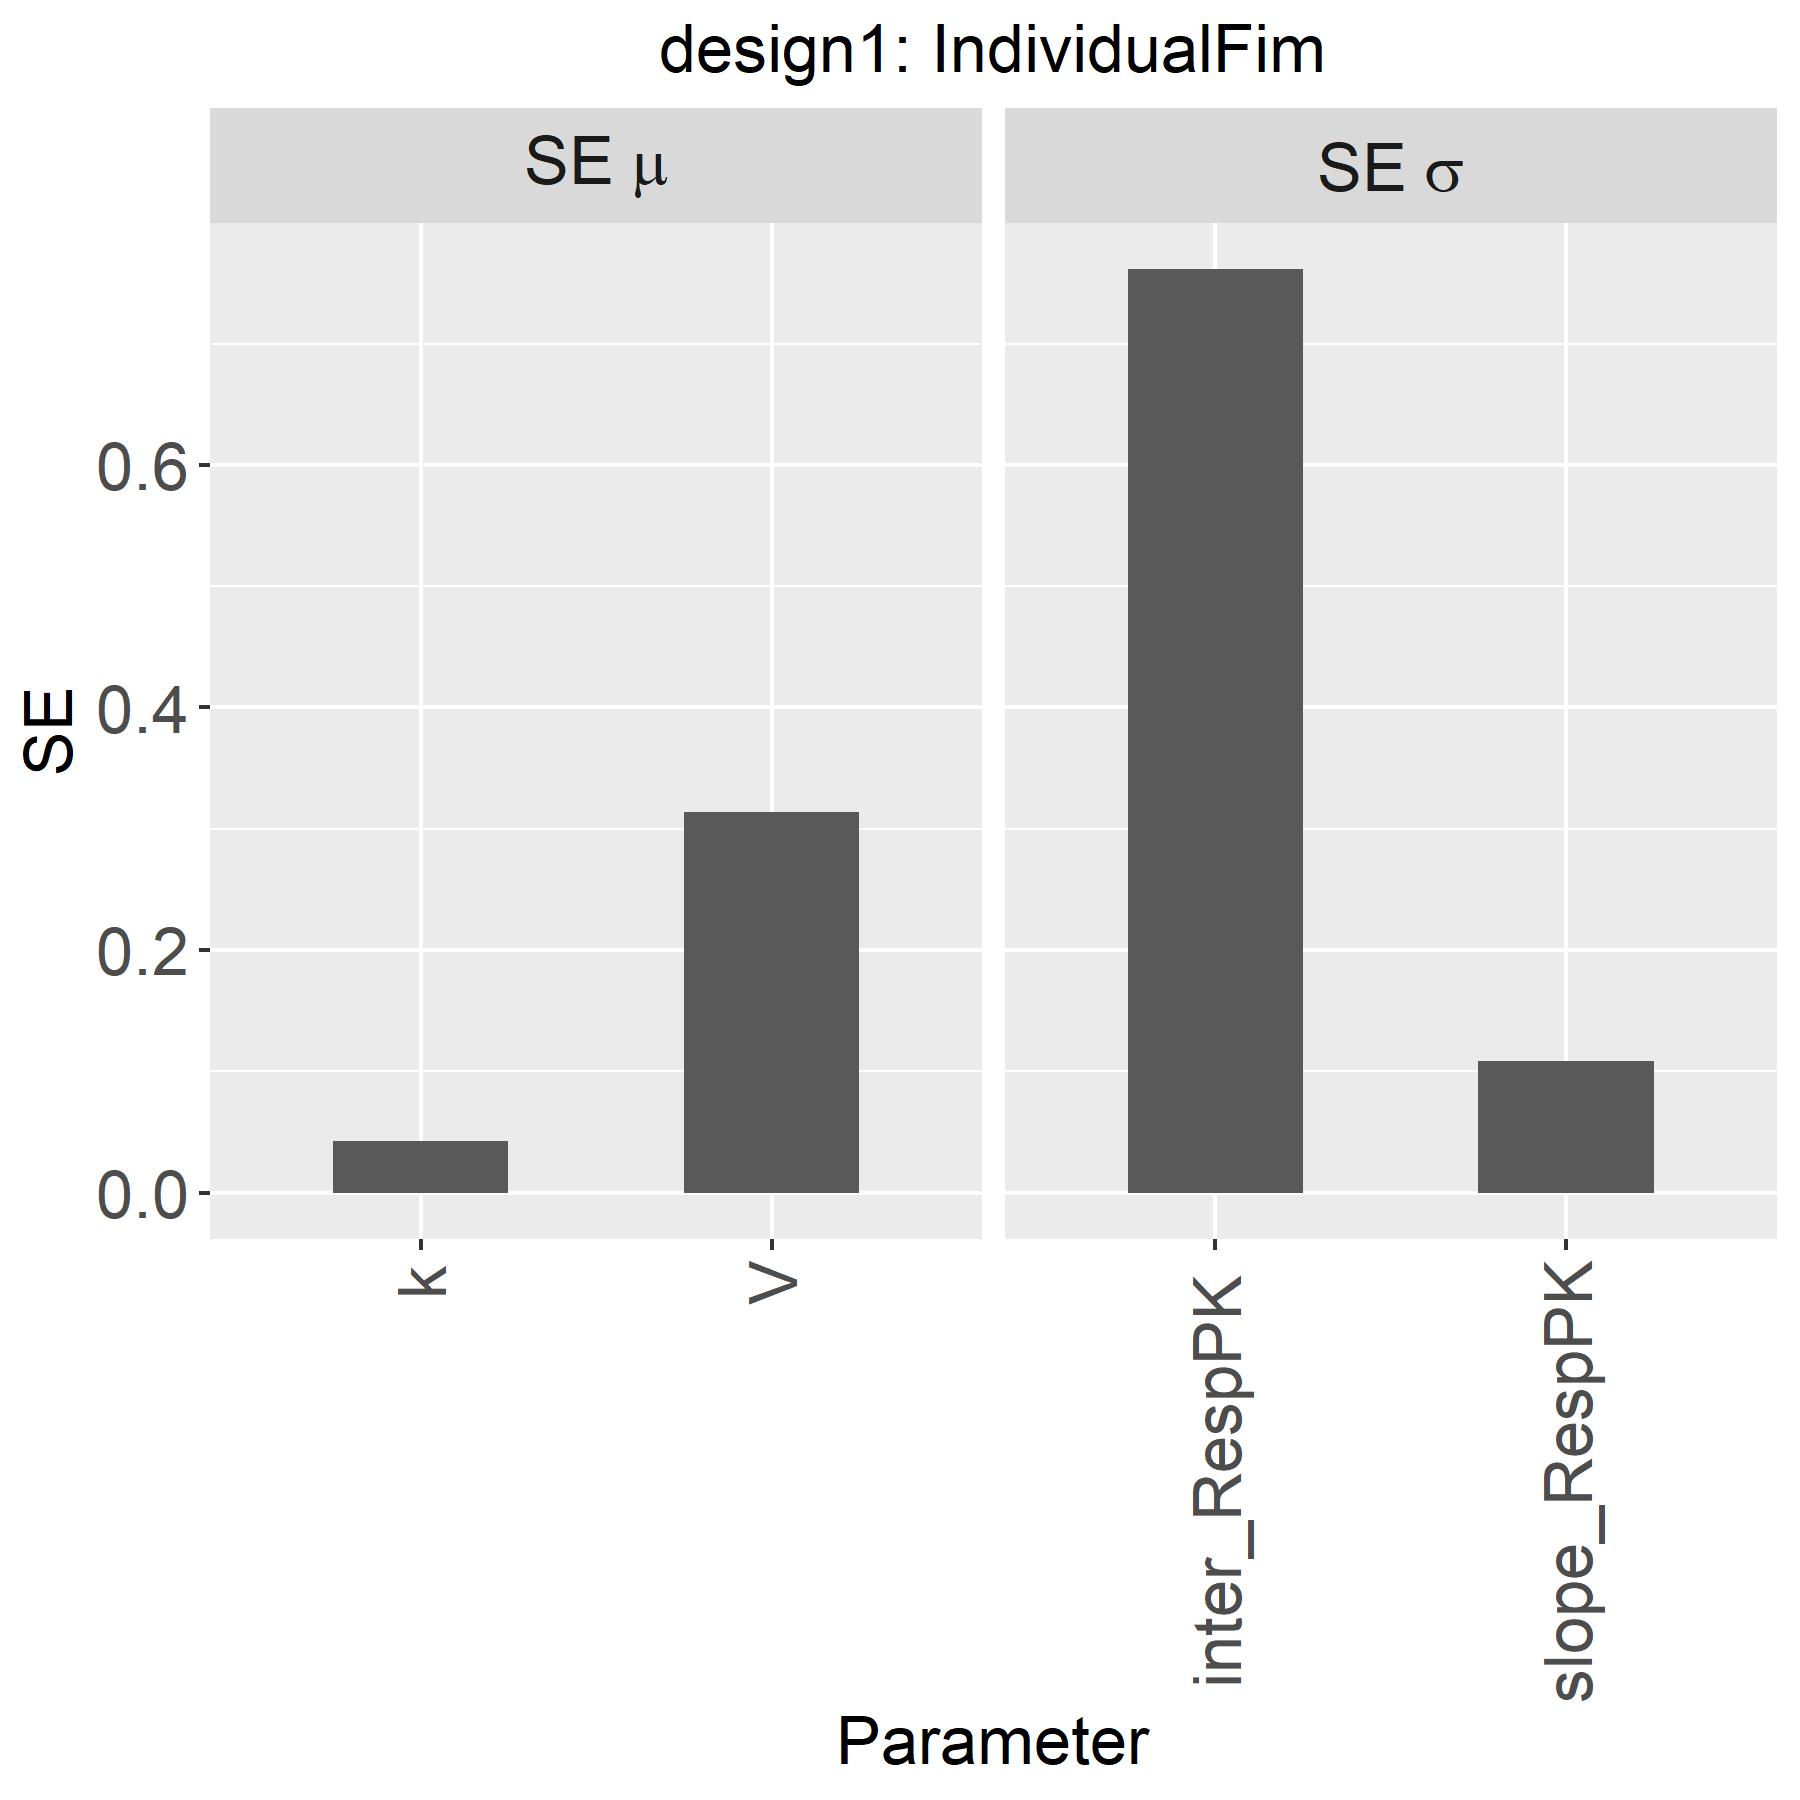 design1: IndividualFim
SE μ
SE σ
SE
0.6
0.4
0.2
0.0
k
V
inter_RespPK
slope_RespPK
Parameter